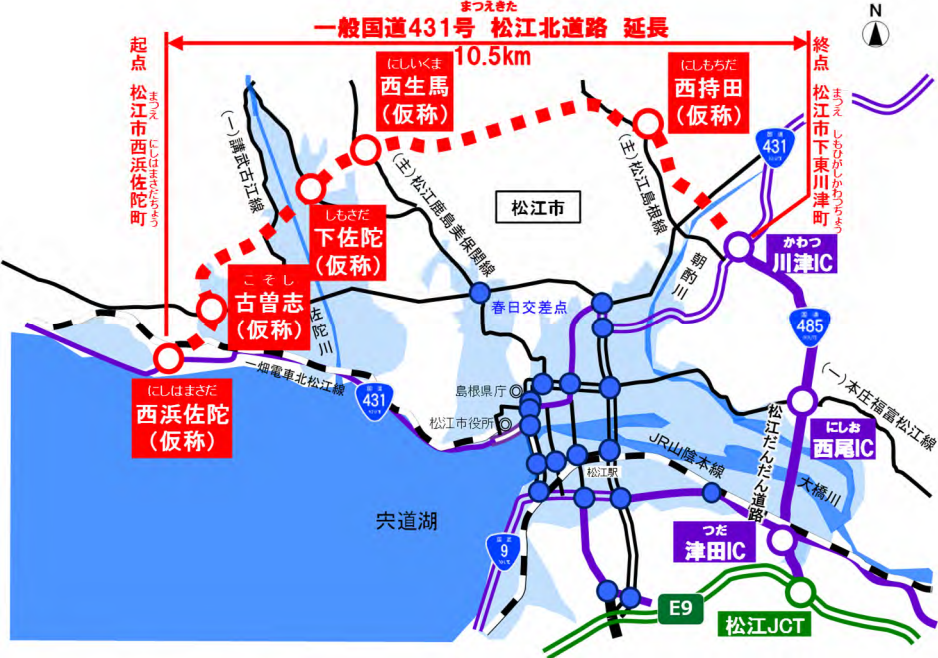 まつえきた
一般国道431号 松江北道路 延長
10.5km
N
起点 松江市西浜佐陀町
まつえ にしはまさだちょう
終点 松江市下東川津町
まつえ しもひがしかわつちょう
にしいくま
西生馬
(仮称)
にしもちだ
西持田
(仮称)
国道
431
(一)講武古江線
(主)松江鹿島美保関線
(主)松江島根線
松江市
しもさだ
下佐陀
(仮称)
かわつ
川津IC
朝酌川
こそし
古曽志
(仮称)
佐陀川
春日交差点
国道
485
にしはまさだ
西浜佐陀
(仮称)
一畑電車北松江線
国道
431
島根県庁
松江市役所
(一)本庄福富松江線
にしお
西尾IC
松江だんだん道路
JR山陰本線
大橋川
松江駅
宍道湖
国道
9
つだ
津田IC
E9
松江JCT